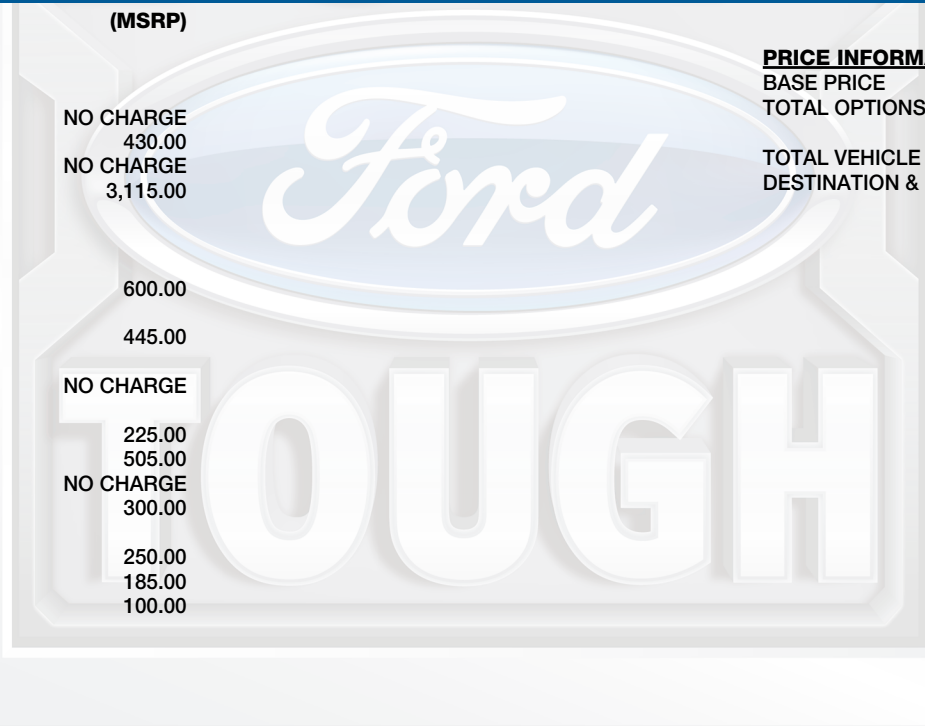 (MSRP)
NO CHARGE
430.00
NO CHARGE
3,115.00
600.00
445.00
NO CHARGE
225.00
505.00
NO CHARGE
300.00
250.00
185.00
100.00
PRICE INFORMA
BASE PRICE
TOTAL OPTIONS
TOTAL VEHICLE
DESTINATION &
Ford
TOUGH